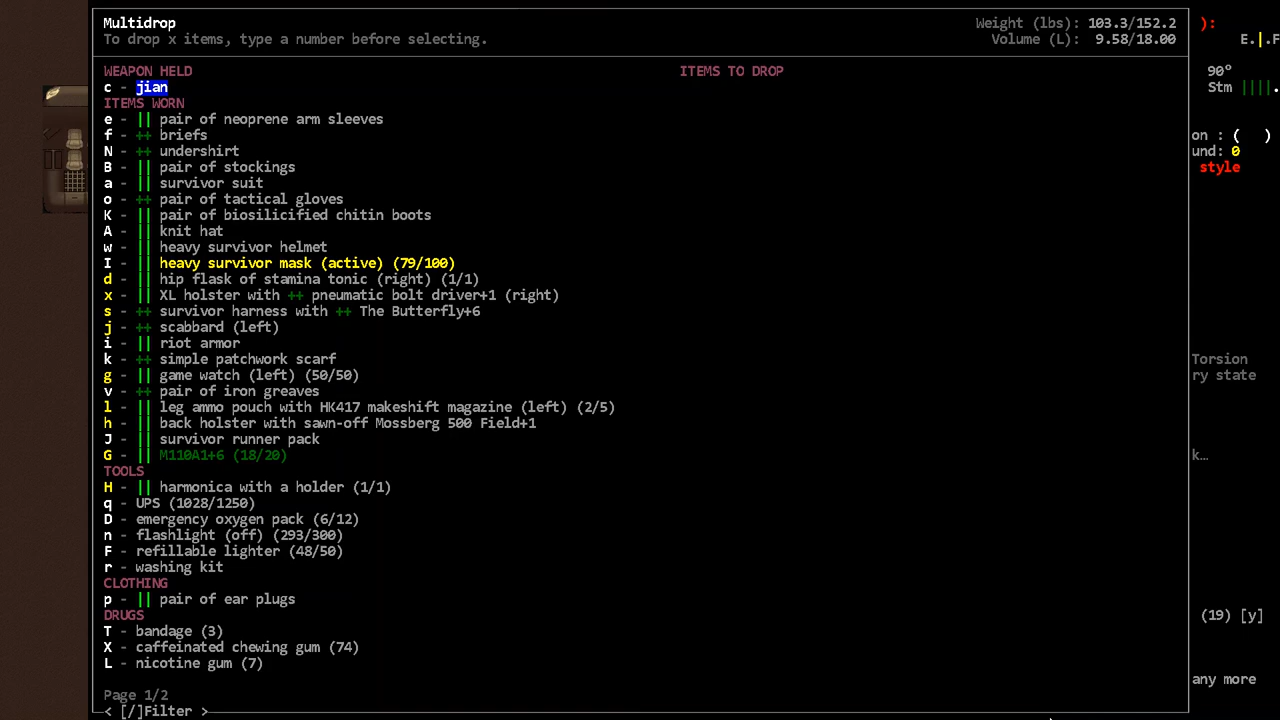 Multidrop
Weight (lbs): 103.3/152.2
To drop x items, type a number before selecting.
Volume (L): 9.58/18.00
WEAPON HELD
ITEMS TO DROP
c - jian
ITEMS WORN
e - || pair of neoprene arm sleeves
f - ++ briefs
N - ++ undershirt
B - || pair of stockings
a - || survivor suit
o - ++ pair of tactical gloves
K - || pair of biosilicified chitin boots
A - || knit hat
w - || heavy survivor helmet
I - || heavy survivor mask (active) (79/100)
d - || hip flask of stamina tonic (right) (1/1)
x - || XL holster with ++ pneumatic bolt driver+1 (right)
s - ++ survivor harness with ++ The Butterfly+6
j - ++ scabbard (left)
i - || riot armor
k - ++ simple patchwork scarf
g - || game watch (left) (50/50)
v - ++ pair of iron greaves
l - || leg ammo pouch with HK417 makeshift magazine (left) (2/5)
h - || back holster with sawn-off Mossberg 500 Field+1
J - || survivor runner pack
G - || M110A1+6 (18/20)
TOOLS
H - || harmonica with a holder (1/1)
q - UPS (1028/1250)
D - emergency oxygen pack (6/12)
n - flashlight (off) (293/300)
F - refillable lighter (48/50)
r - washing kit
CLOTHING
p - || pair of ear plugs
DRUGS
T - bandage (3)
X - caffeinated chewing gum (74)
L - nicotine gum (7)
Page 1/2
< [/]Filter >
):
E.|.F
90°
Stm ||||.
on : (  )
und: 0
style
Torsion
ry state
k…
(19) [y]
any more